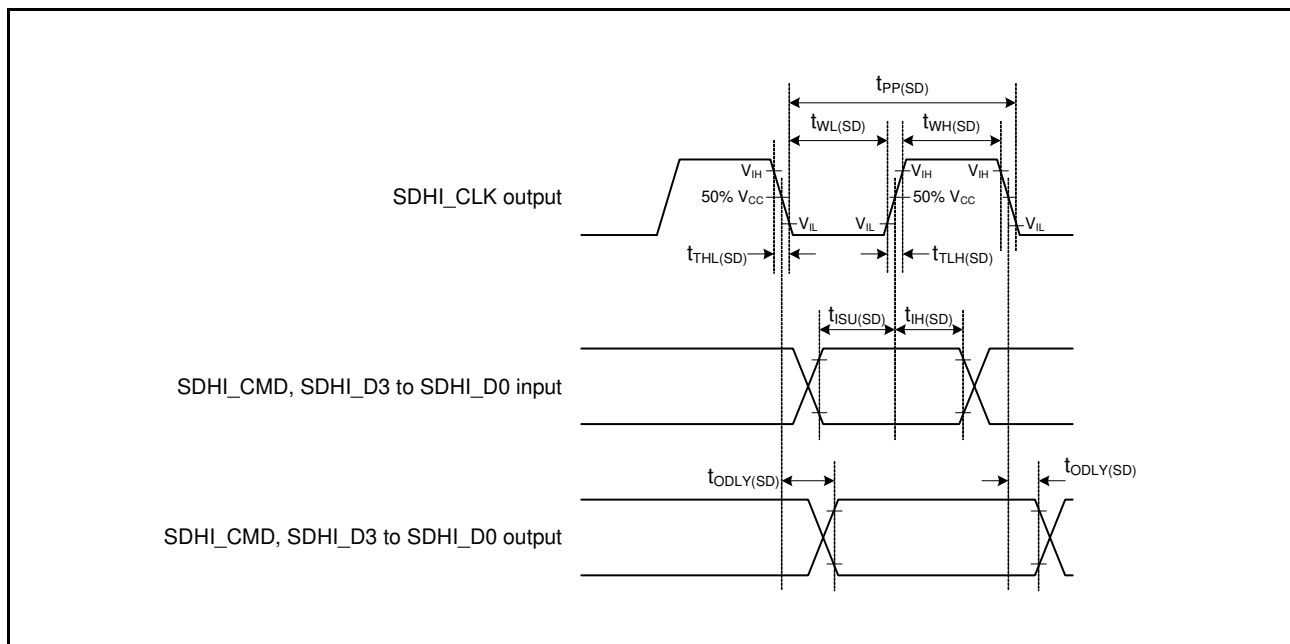 tPP(SD)
tWL(SD) tWH(SD)
VIH VIH VIH
SDHI_CLK output 50% VCC 50% VCC
VIL VIL VIL
tTHL(SD) tTLH(SD)
tISU(SD) tIH(SD)
SDHI_CMD, SDHI_D3 to SDHI_D0 input
tODLY(SD) tODLY(SD)
SDHI_CMD, SDHI_D3 to SDHI_D0 output